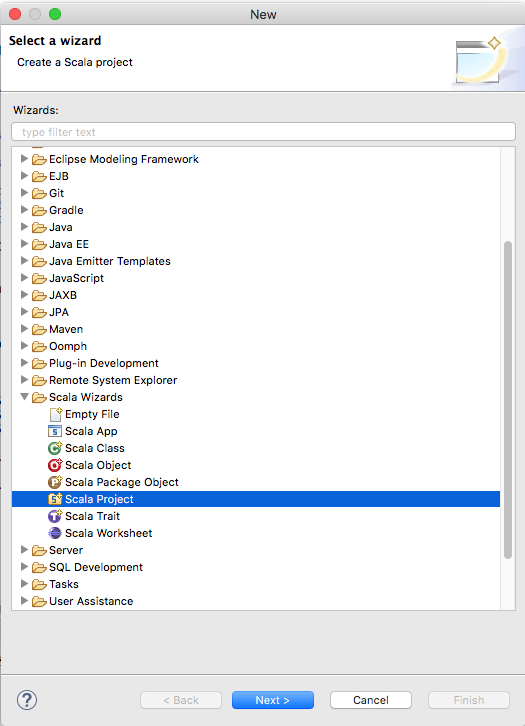 New
Select a wizard
Create a Scala project
Wizards:
type filter text
Eclipse Modeling Framework
EJB
Git
Gradle
Java
Java EE
Java Emitter Templates
JavaScript
JAXB
JPA
Maven
Oomph
Plug-in Development
Remote System Explorer
Scala Wizards
Empty File
Scala App
Scala Class
Scala Object
Scala Package Object
Scala Project
Scala Trait
Scala Worksheet
Server
SQL Development
Tasks
User Assistance
? < Back Next > Cancel Finish